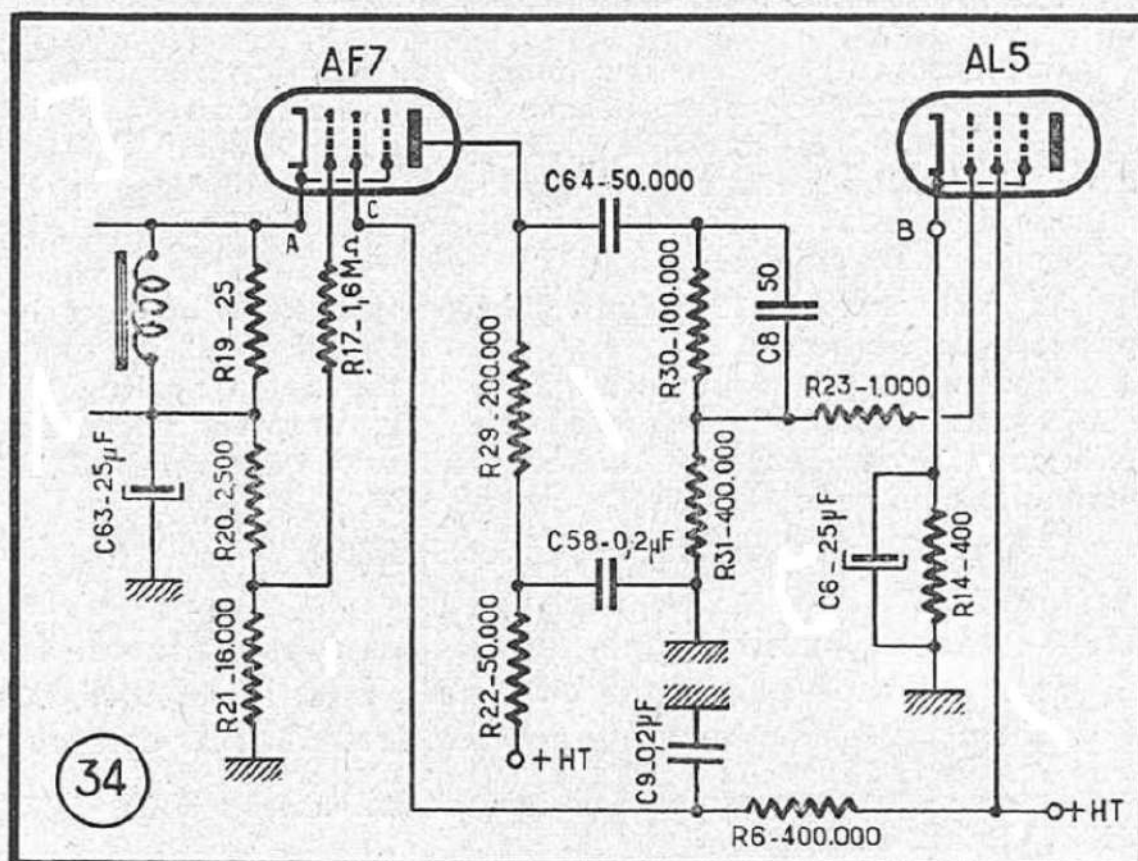 AF7
AL5
C64-50.000
A
C
B
R19-25
R17-1,6MΩ
R30-100.000
C8 50
R23-1.000
R29-200.000
C63-25µF
R20-2,500
C58-0,2µF
R31-400.000
C6-25µF
R14-400
R21-16.000
R22-50.000
C9-0,2µF
+HT
34
R6-400.000
+HT